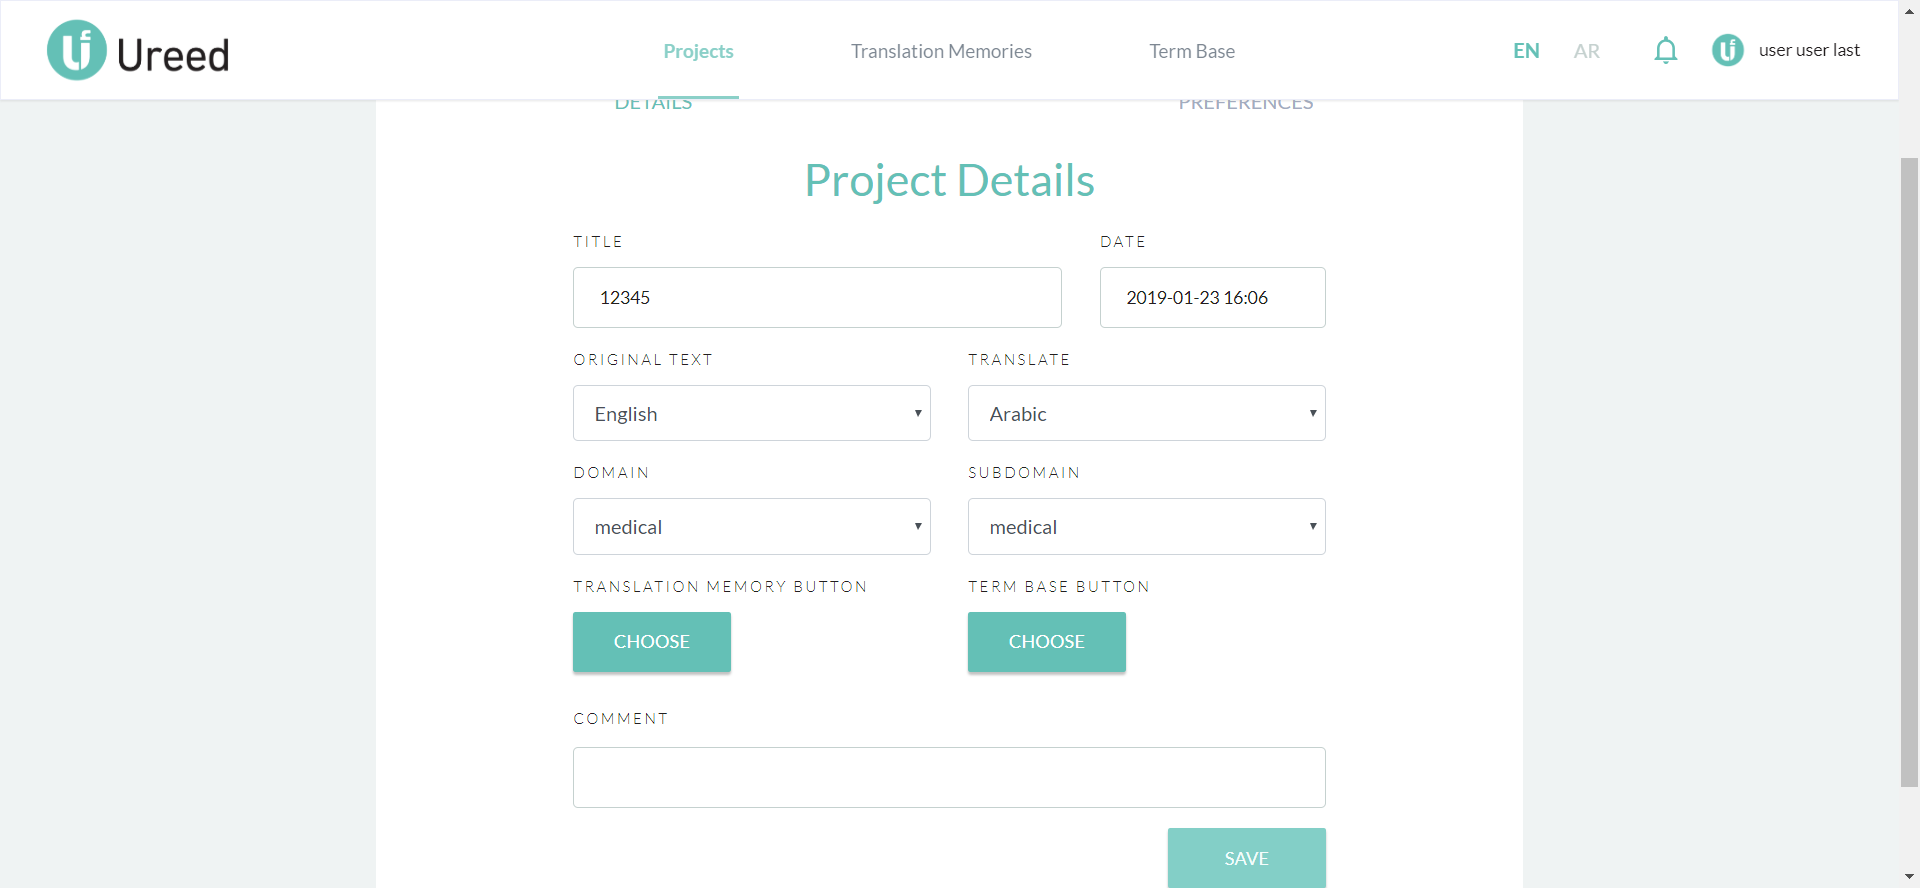 Ureed
Projects
Translation Memories
Term Base
EN
AR
user user last
DETAILS
PREFERENCES
Project Details
TITLE
DATE
12345
2019-01-23 16:06
ORIGINAL TEXT
TRANSLATE
English
Arabic
DOMAIN
SUBDOMAIN
medical
medical
TRANSLATION MEMORY BUTTON
TERM BASE BUTTON
CHOOSE
CHOOSE
COMMENT
SAVE